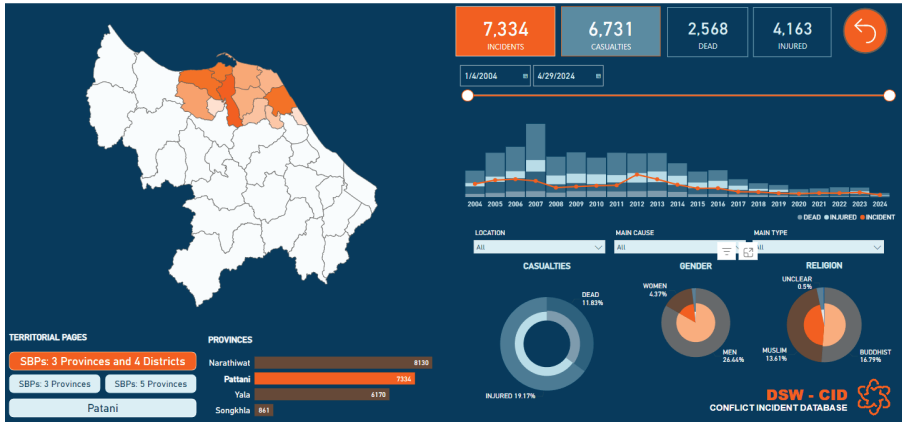 7,334
INCIDENTS
6,731
CASUALTIES
2,568
DEAD
4,163
INJURED
1/4/2004
4/29/2024
2004 2005 2006 2007 2008 2009 2010 2011 2012 2013 2014 2015 2016 2017 2018 2019 2020 2021 2022 2023 2024
DEAD INJURED INCIDENT
LOCATION
All
MAIN CAUSE
All
MAIN TYPE
All
CASUALTIES
DEAD
11.83%
INJURED 19.17%
GENDER
WOMEN
4.37%
MEN
26.44%
RELIGION
UNCLEAR
0.5%
MUSLIM
13.61%
BUDDHIST
16.79%
TERRITORIAL PAGES
SBPs: 3 Provinces and 4 Districts
SBPs: 3 Provinces
SBPs: 5 Provinces
Patani
PROVINCES
Narathiwat 8130
Pattani 7334
Yala 6170
Songkhla 861
DSW - CID
CONFLICT INCIDENT DATABASE